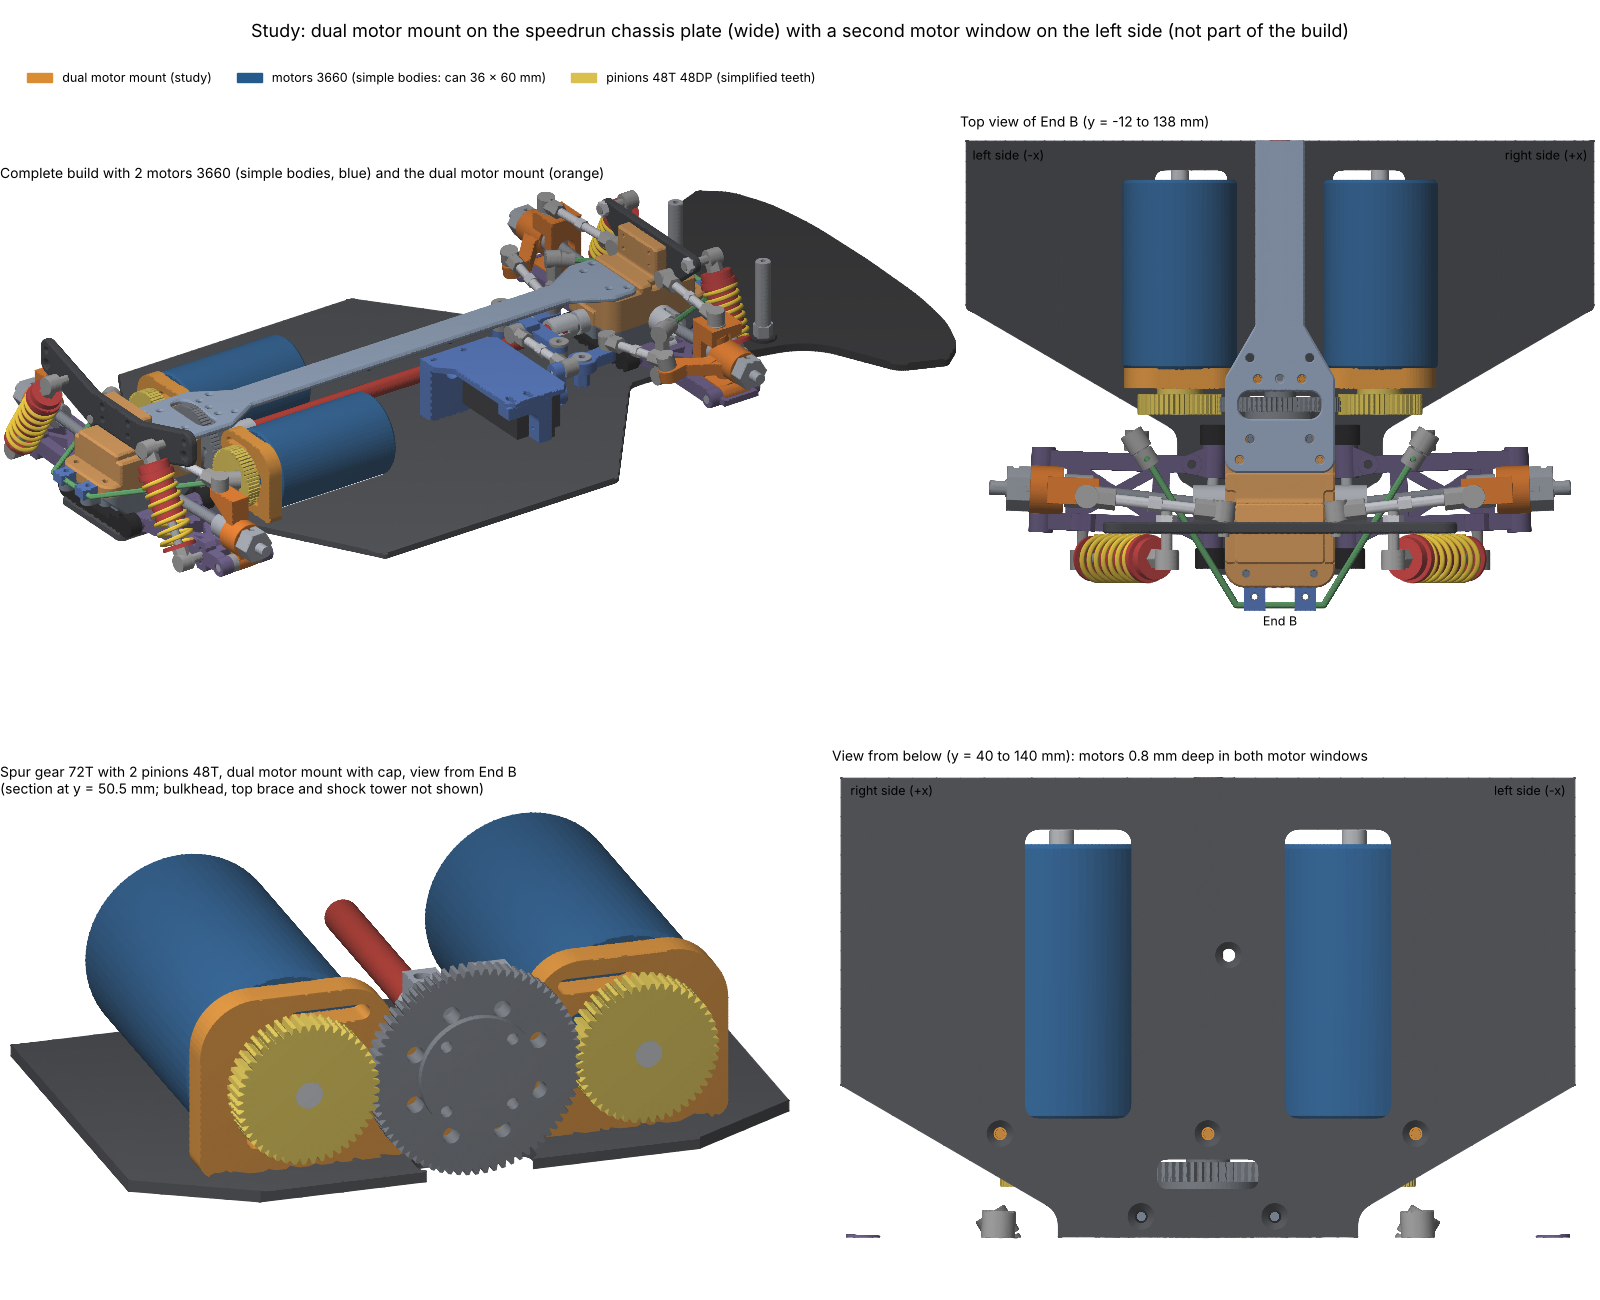 Study: dual motor mount on the speedrun chassis plate (wide) with a second motor window on the left side (not part of the build)
dual motor mount (study)
motors 3660 (simple bodies: can 36 × 60 mm)
pinions 48T 48DP (simplified teeth)
Top view of End B (y = -12 to 138 mm)
left side (-x)
right side (+x)
Complete build with 2 motors 3660 (simple bodies, blue) and the dual motor mount (orange)
End B
View from below (y = 40 to 140 mm): motors 0.8 mm deep in both motor windows
Spur gear 72T with 2 pinions 48T, dual motor mount with cap, view from End B
(section at y = 50.5 mm; bulkhead, top brace and shock tower not shown)
right side (+x)
left side (-x)